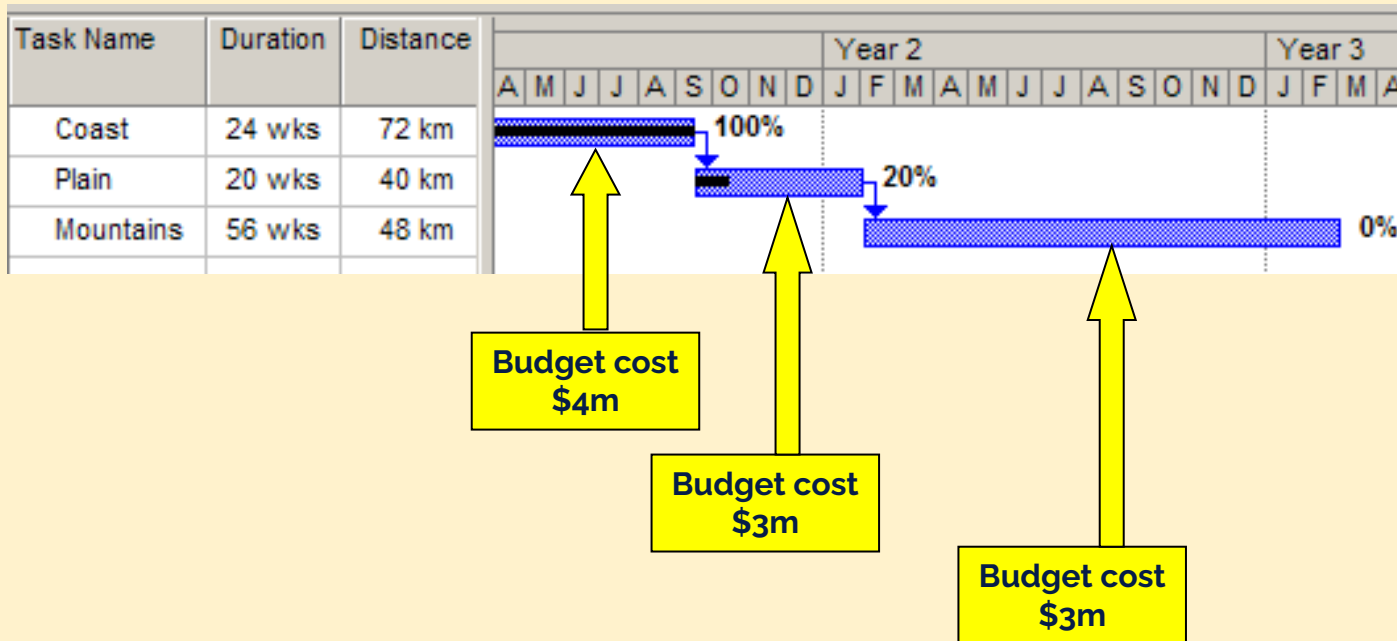 Task Name Duration Distance
Year 2 Year 3
A M J J A S O N D J F M A M J J A S O N D J F M A
Coast 24 wks 72 km 100%
Plain 20 wks 40 km 20%
Mountains 56 wks 48 km 0%
Budget cost
$4m
Budget cost
$3m
Budget cost
$3m